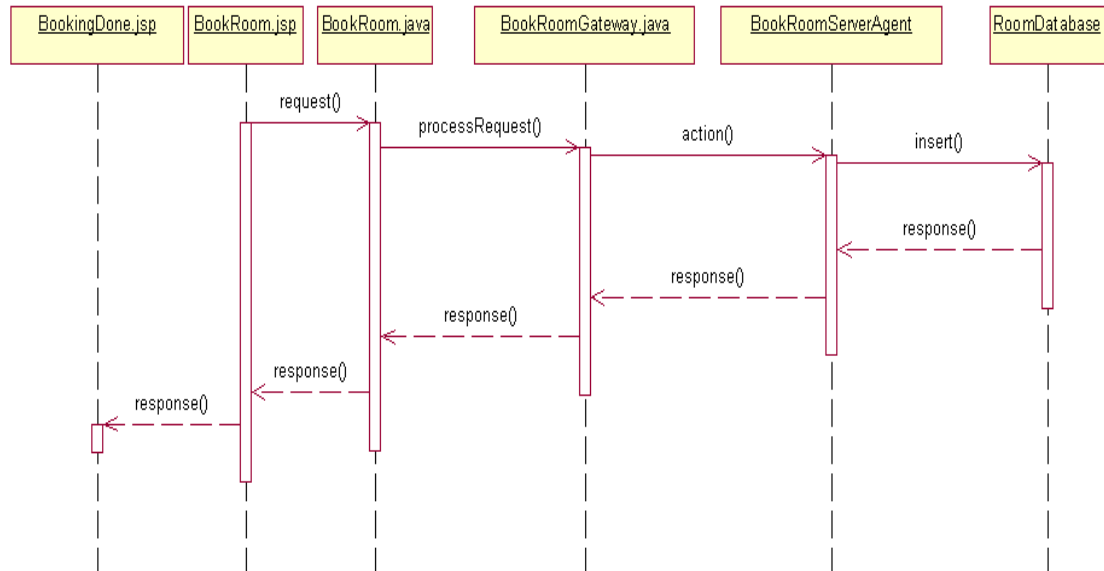 BookingDone.jsp
BookRoom.jsp
BookRoom.java
BookRoomGateway.java
BookRoomServerAgent
RoomDatabase
request()
processRequest()
action()
insert()
response()
response()
response()
response()
response()